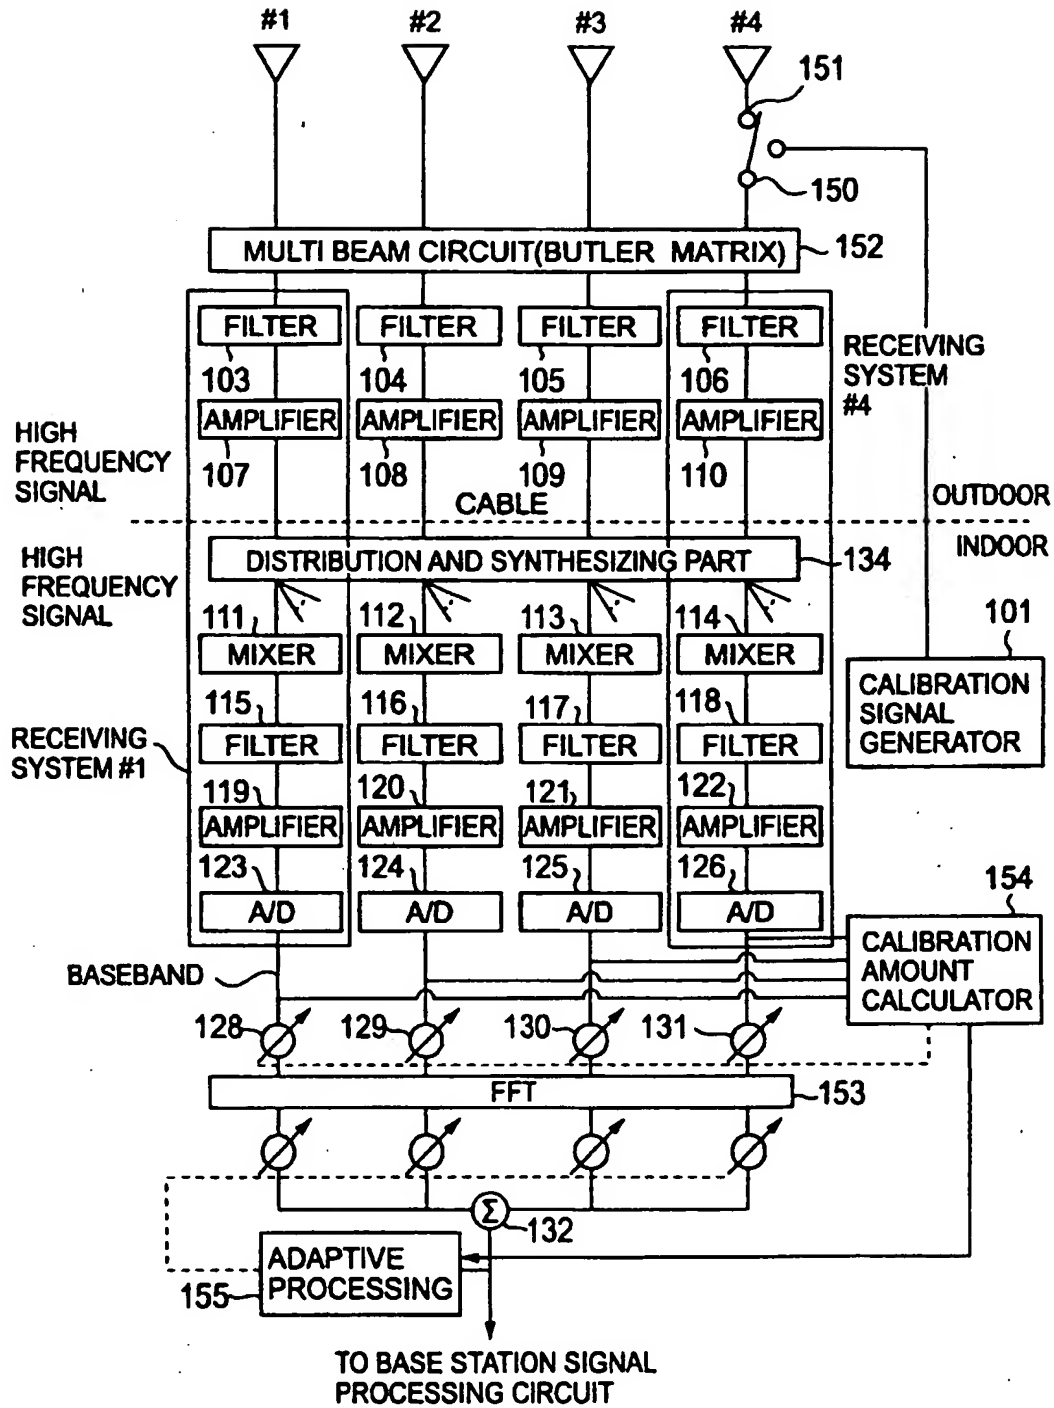 #1 #2 #3 #4
151
150
MULTI BEAM CIRCUIT(BUTLER MATRIX)
152
FILTER FILTER FILTER FILTER
103 104 105 106
RECEIVING
SYSTEM
#4
AMPLIFIER AMPLIFIER AMPLIFIER AMPLIFIER
107 108 109 110
HIGH
FREQUENCY
SIGNAL
CABLE
OUTDOOR
INDOOR
HIGH
FREQUENCY
SIGNAL
DISTRIBUTION AND SYNTHESIZING PART
134
111 112 113 114
MIXER MIXER MIXER MIXER
101
CALIBRATION
SIGNAL
GENERATOR
115 116 117 118
FILTER FILTER FILTER FILTER
RECEIVING
SYSTEM #1
119 120 121 122
AMPLIFIER AMPLIFIER AMPLIFIER AMPLIFIER
123 124 125 126
A/D A/D A/D A/D
154
CALIBRATION
AMOUNT
CALCULATOR
BASEBAND
128 129 130 131
FFT
153
Σ
132
ADAPTIVE
PROCESSING
155
TO BASE STATION SIGNAL
PROCESSING CIRCUIT